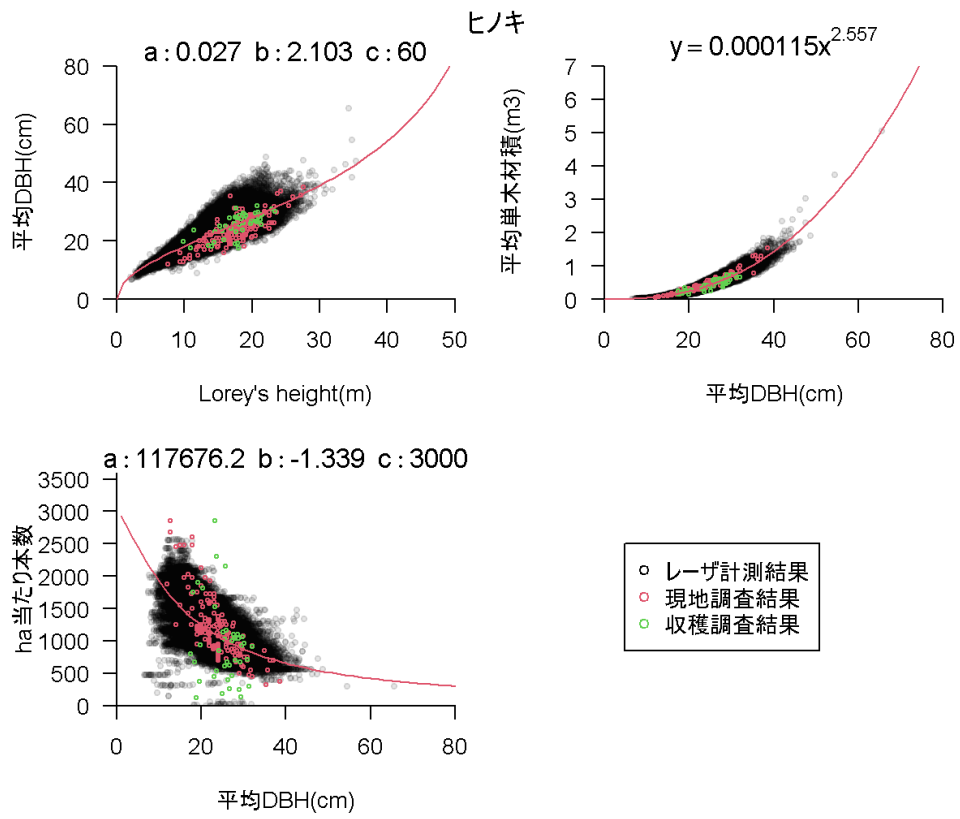 ヒノキ
a : 0.027 b : 2.103 c : 60
平均DBH(cm)
80
60
40
20
0
0 10 20 30 40 50
Lorey's height(m)
y = 0.000115x^2.557
平均単木材積(m3)
7
6
5
4
3
2
1
0
0 20 40 60 80
平均DBH(cm)
a : 117676.2 b : -1.339 c : 3000
ha当たり本数
3500
3000
2500
2000
1500
1000
500
0
0 20 40 60 80
平均DBH(cm)
レーザ計測結果
現地調査結果
収穫調査結果